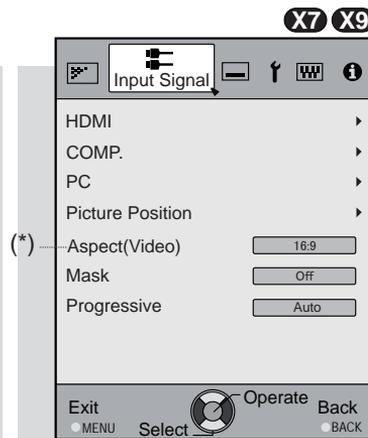 X7 X9
Input Signal
HDMI
COMP.
PC
Picture Position
(*) Aspect(Video) 16:9
Mask Off
Progressive Auto
Exit Operate Back
MENU Select BACK